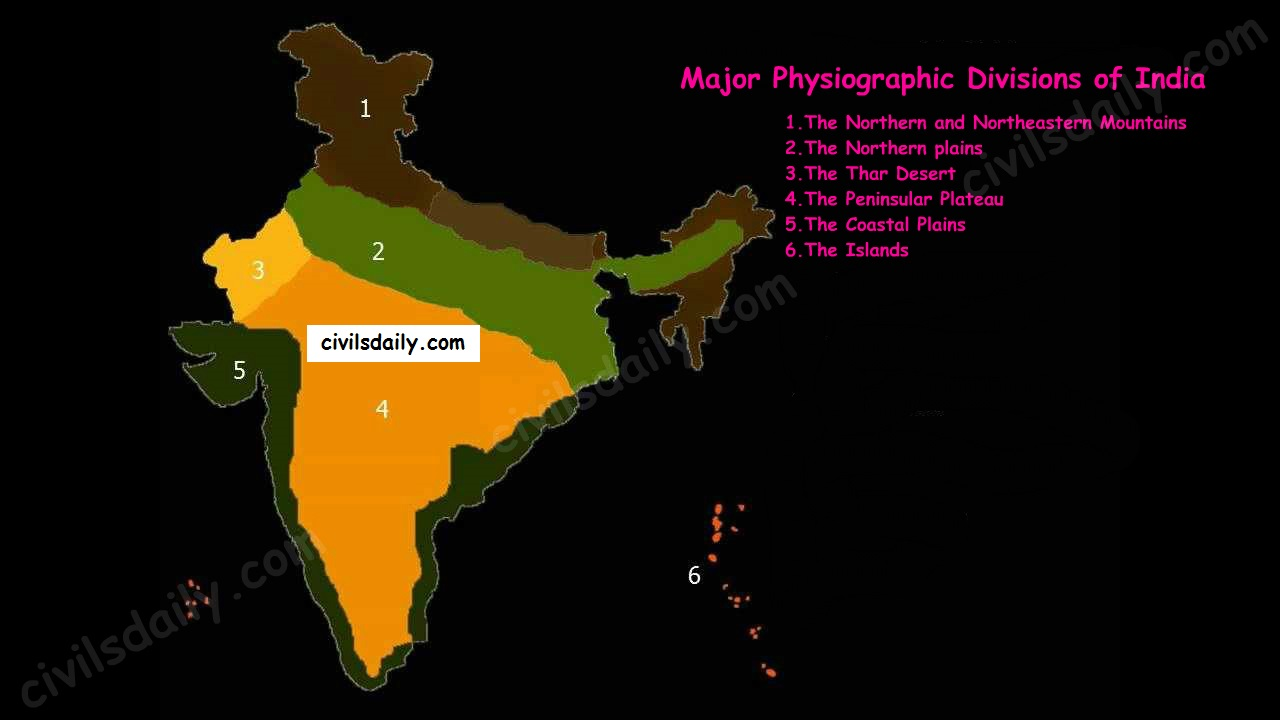 Major Physiographic Divisions of India
1.The Northern and Northeastern Mountains
2.The Northern plains
3.The Thar Desert
4.The Peninsular Plateau
5.The Coastal Plains
6.The Islands
1
2
3
civilsdaily.com
5
4
6
civilsdaily.com
civilsdaily.com
civilsdaily.com